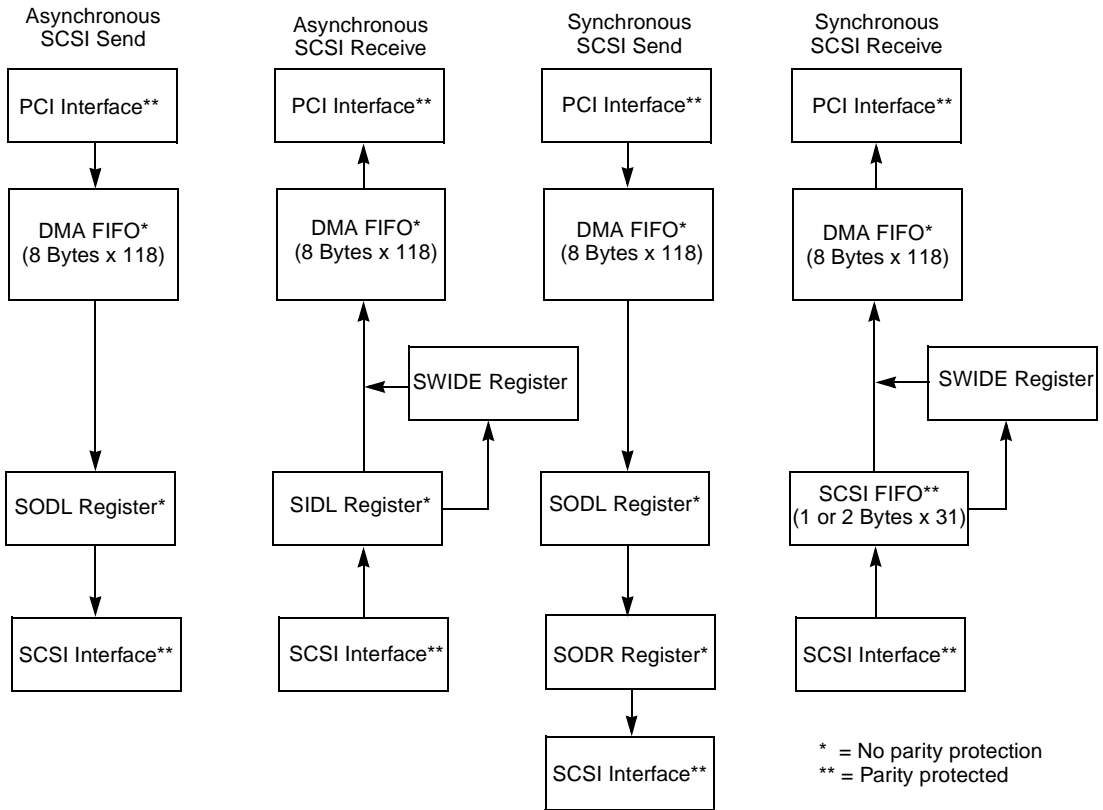 Asynchronous
SCSI Send
PCI Interface**
DMA FIFO*
(8 Bytes x 118)
SODL Register*
SCSI Interface**
Asynchronous
SCSI Receive
PCI Interface**
DMA FIFO*
(8 Bytes x 118)
SWIDE Register
SIDL Register*
SCSI Interface**
Synchronous
SCSI Send
PCI Interface**
DMA FIFO*
(8 Bytes x 118)
SODL Register*
SODR Register*
SCSI Interface**
Synchronous
SCSI Receive
PCI Interface**
DMA FIFO*
(8 Bytes x 118)
SWIDE Register
SCSI FIFO**
(1 or 2 Bytes x 31)
SCSI Interface**
* = No parity protection
** = Parity protected